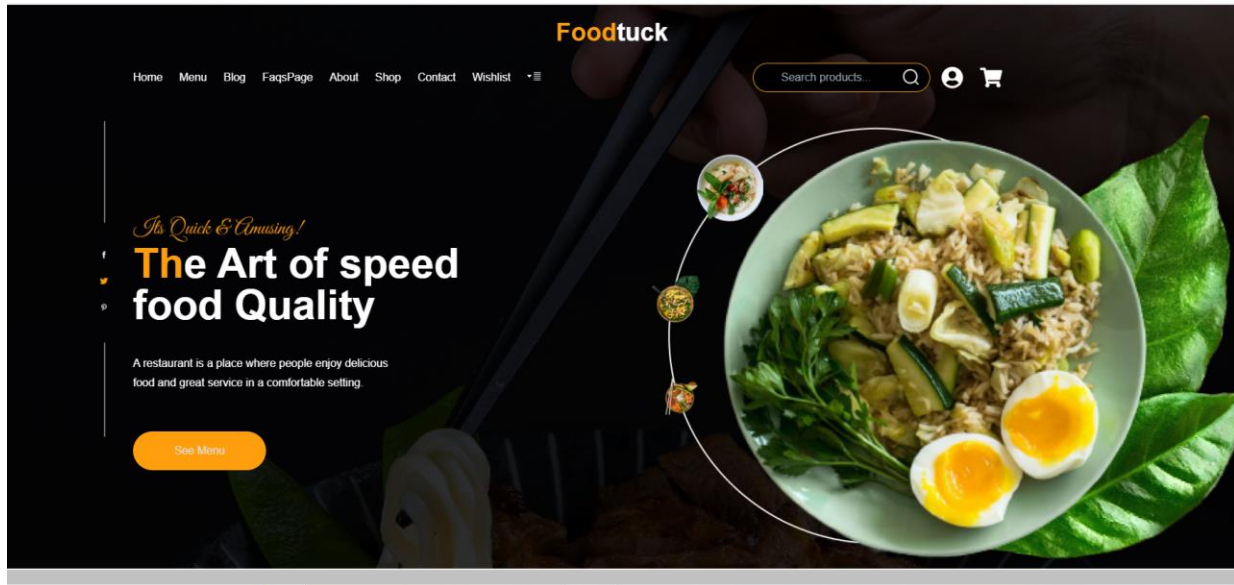 Foodtuck
Home Menu Blog FaqsPage About Shop Contact Wishlist
Search products...
Its Quick & Amusing!
The Art of speed
food Quality
A restaurant is a place where people enjoy delicious
food and great service in a comfortable setting.
See Menu